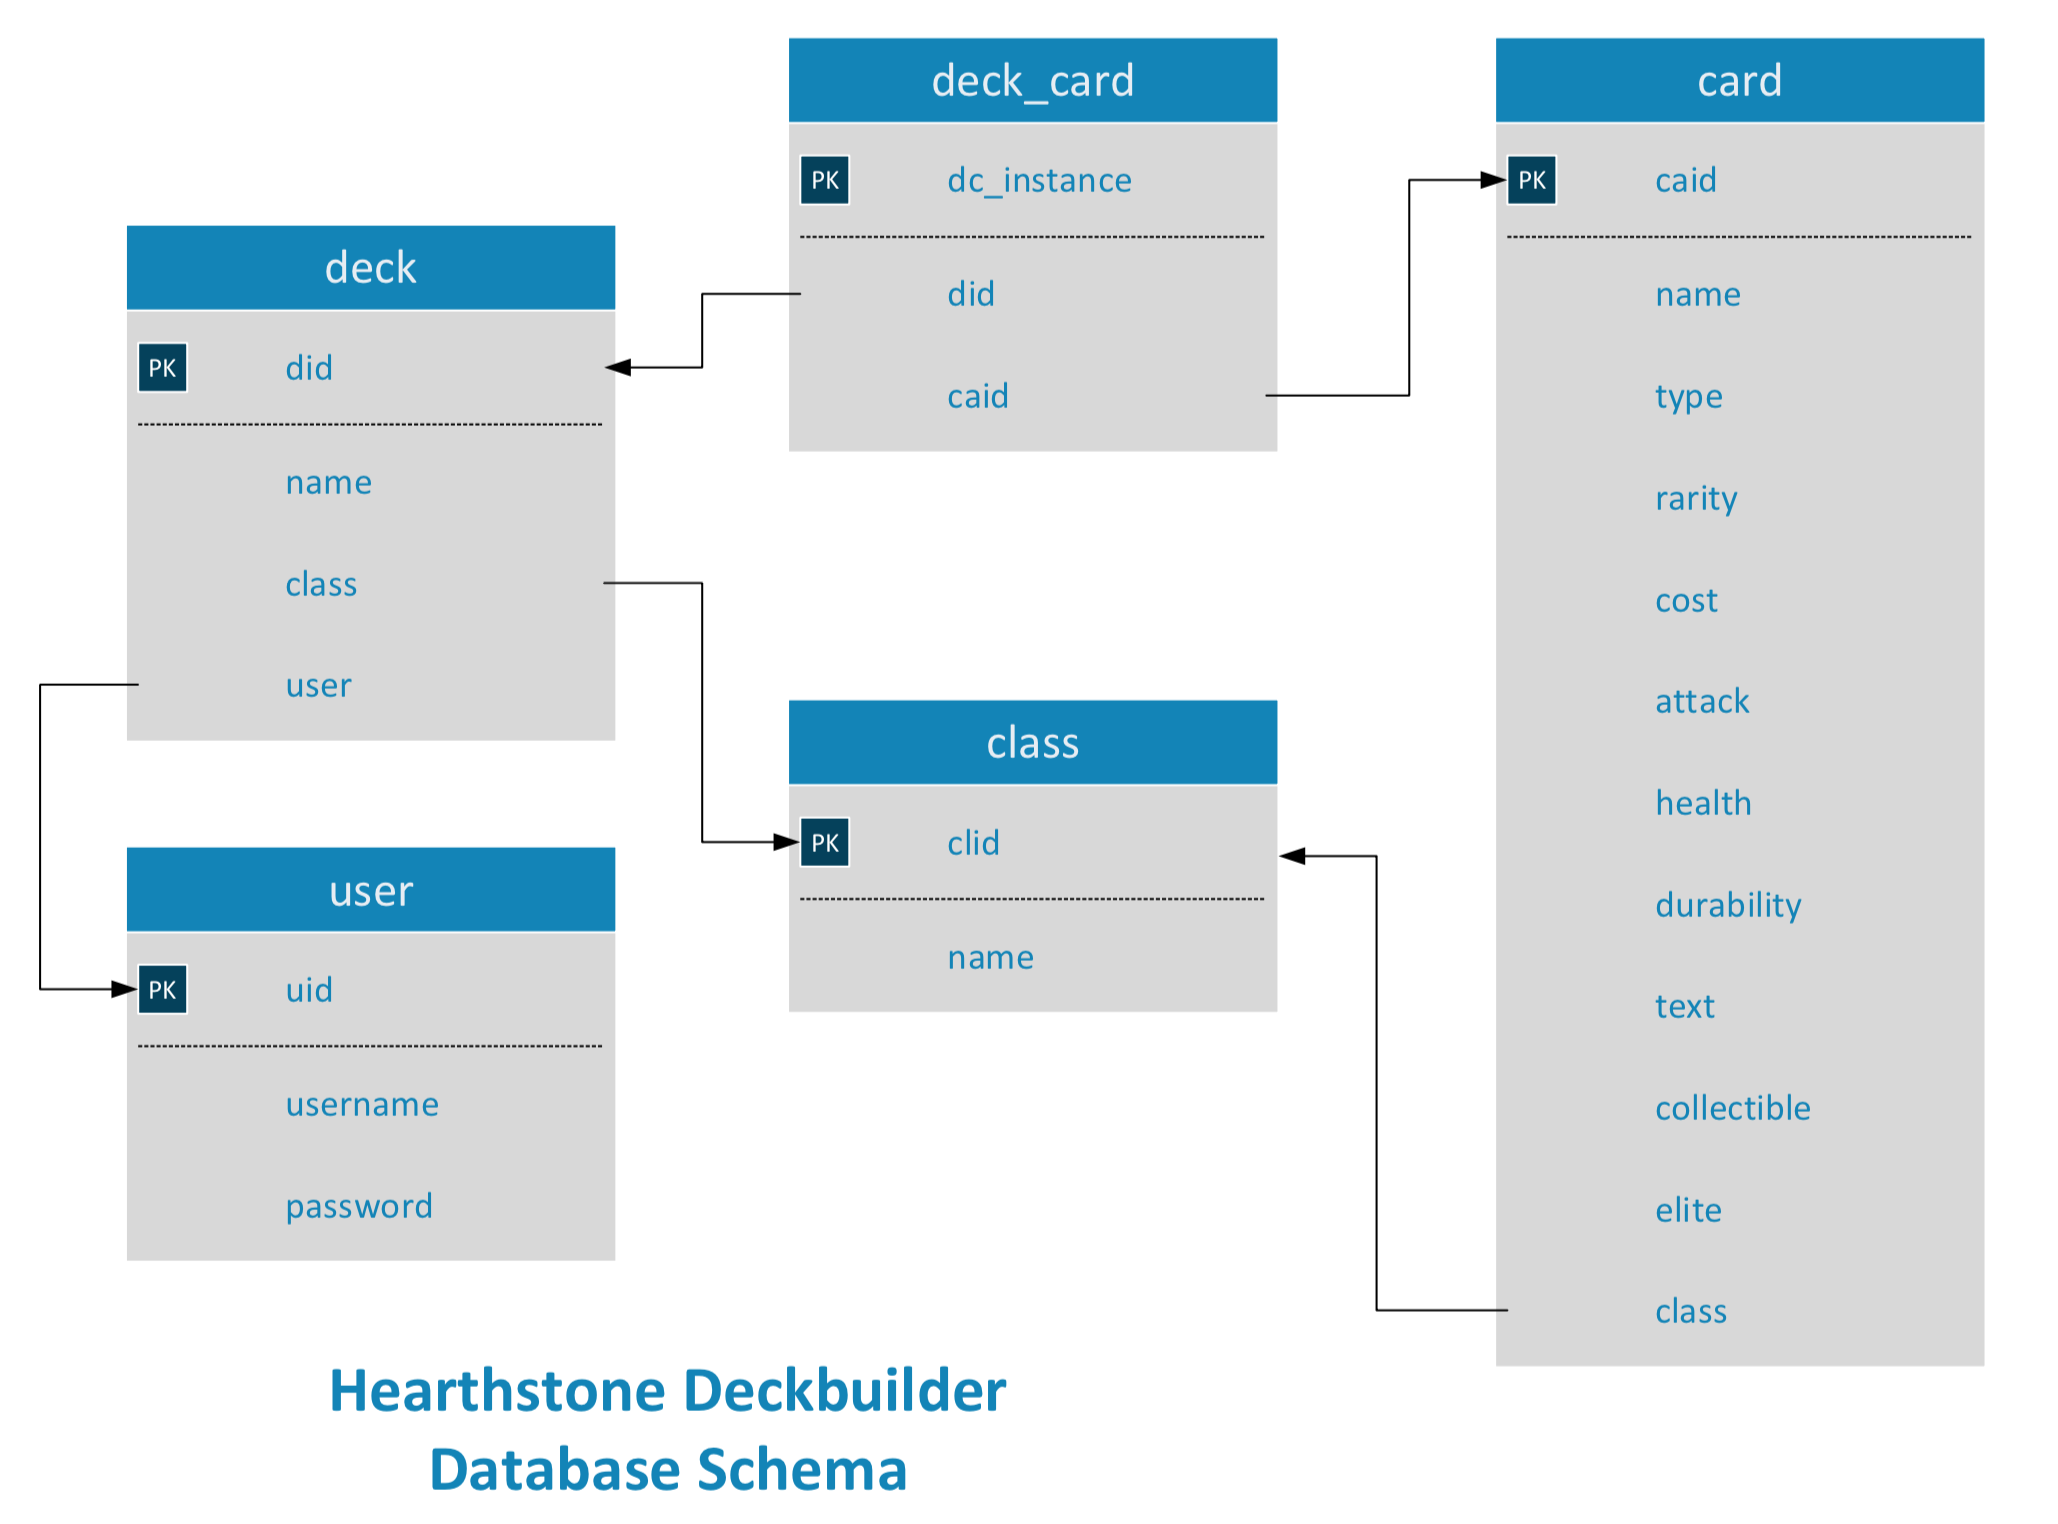 deck
PK did
name
class
user
user
PK uid
username
password
deck_card
PK dc_instance
did
caid
class
PK clid
name
card
PK caid
name
type
rarity
cost
attack
health
durability
text
collectible
elite
class
Hearthstone Deckbuilder
Database Schema